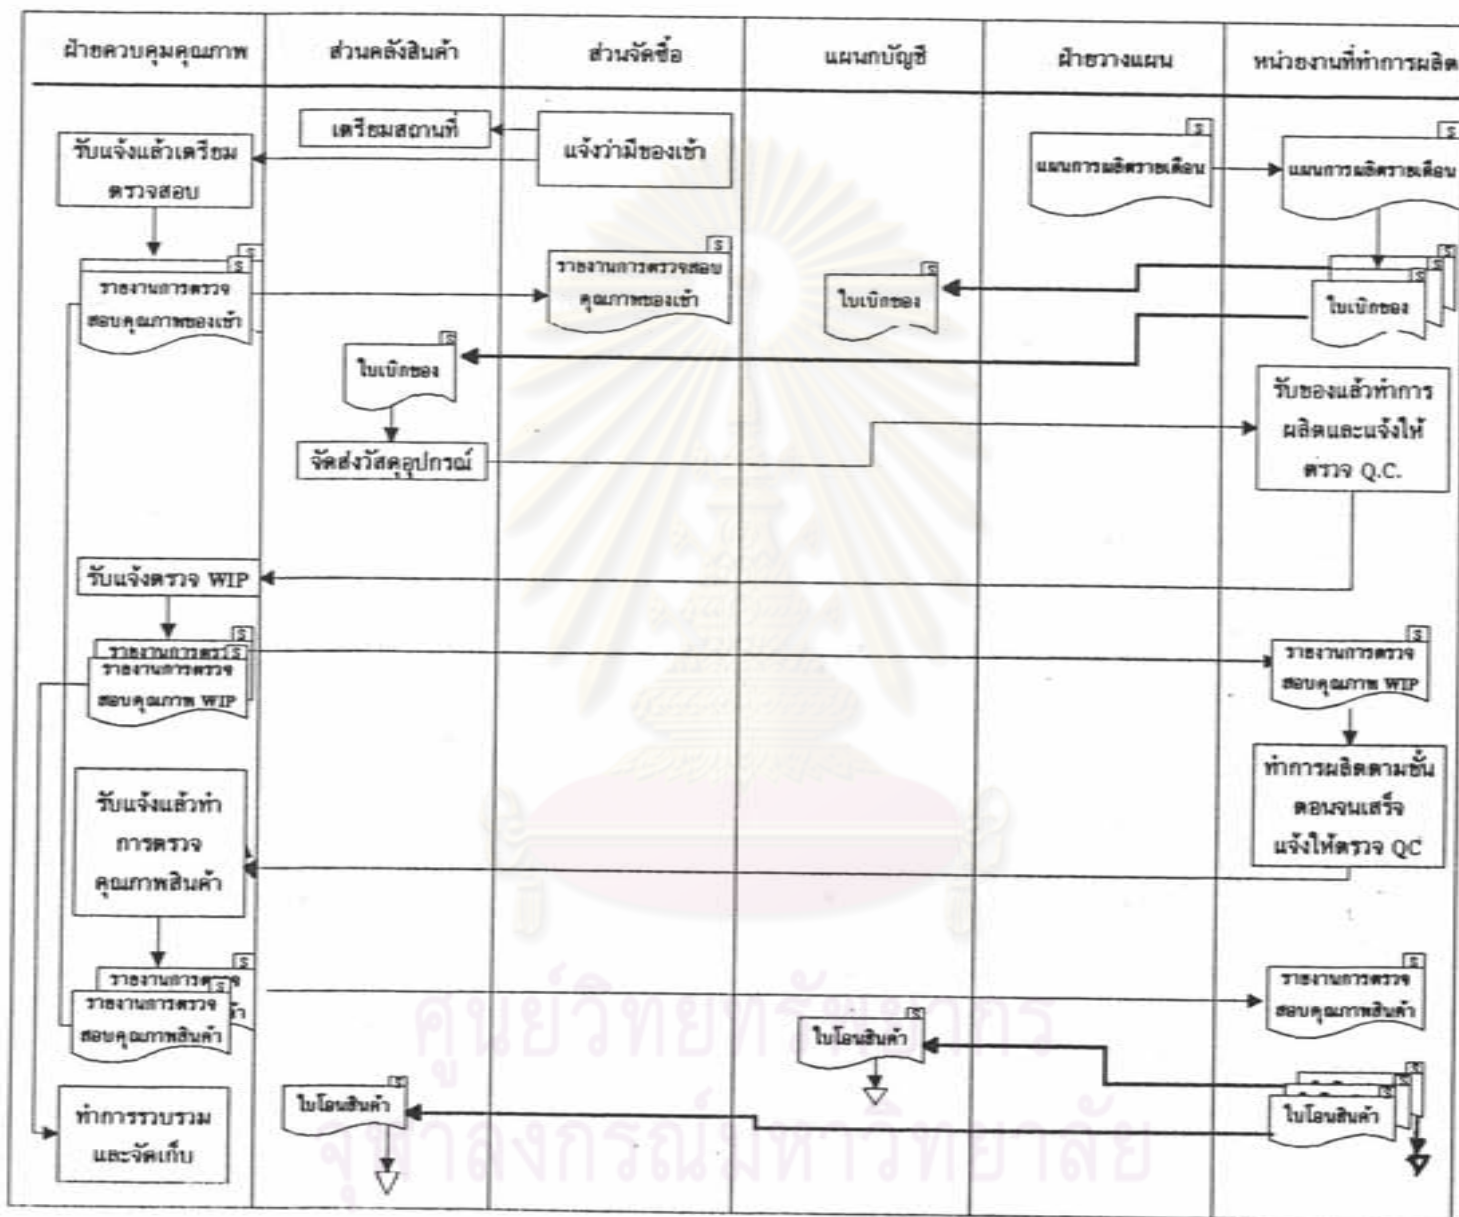 ฝ่ายควบคุมคุณภาพ
ส่วนคลังสินค้า
ส่วนจัดซื้อ
แผนกบัญชี
ฝ่ายวางแผน
หน่วยงานที่ทำการผลิต
เตรียมสถานที่
แจ้งว่ามีของเข้า
รับแจ้งแล้วเตรียม
ตรวจสอบ
S
แผนการผลิตรายเดือน
S
แผนการผลิตรายเดือน
S
S
รายงานการตรวจ
สอบคุณภาพของเข้า
S
รายงานการตรวจสอบ
คุณภาพของเข้า
S
ใบเบิกของ
S
S
S
ใบเบิกของ
S
ใบเบิกของ
จัดส่งวัสดุอุปกรณ์
รับของแล้วทำการ
ผลิตและแจ้งให้
ตรวจ Q.C.
รับแจ้งตรวจ WIP
S
รายงานการตรว
S
รายงานการตรวจ
สอบคุณภาพ WIP
S
รายงานการตรวจ
สอบคุณภาพ WIP
ทำการผลิตตามขั้น
ตอนจนเสร็จ
แจ้งให้ตรวจ QC
รับแจ้งแล้วทำ
การตรวจ
คุณภาพสินค้า
S
รายงานการตรวจ
S
รายงานการตรวจ
สอบคุณภาพสินค้า
S
รายงานการตรวจ
สอบคุณภาพสินค้า
S
ใบโอนสินค้า
S
ใบโอนสินค้า
S
S
S
ใบโอนสินค้า
ทำการรวบรวม
และจัดเก็บ
ศูนย์วิทยทรัพยากร
จุฬาลงกรณ์มหาวิทยาลัย